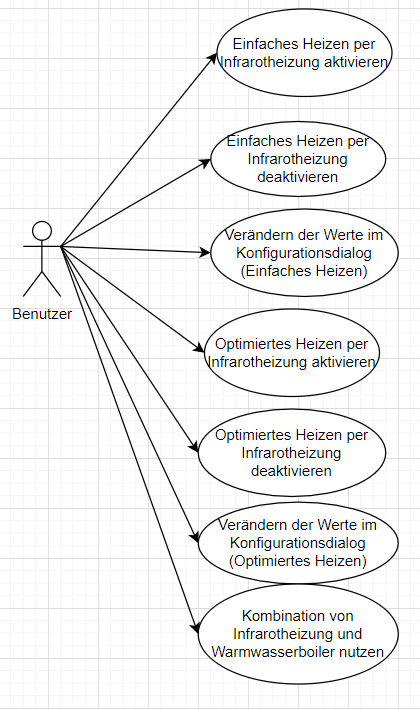 Einfaches Heizen per
Infrarotheizung aktivieren
Einfaches Heizen per
Infrarotheizung
deaktivieren
Verändern der Werte im
Konfigurationsdialog
(Einfaches Heizen)
Benutzer
Optimiertes Heizen per
Infrarotheizung aktivieren
Optimiertes Heizen per
Infrarotheizung
deaktivieren
Verändern der Werte im
Konfigurationsdialog
(Optimiertes Heizen)
Kombination von
Infrarotheizung und
Warmwasserboiler nutzen